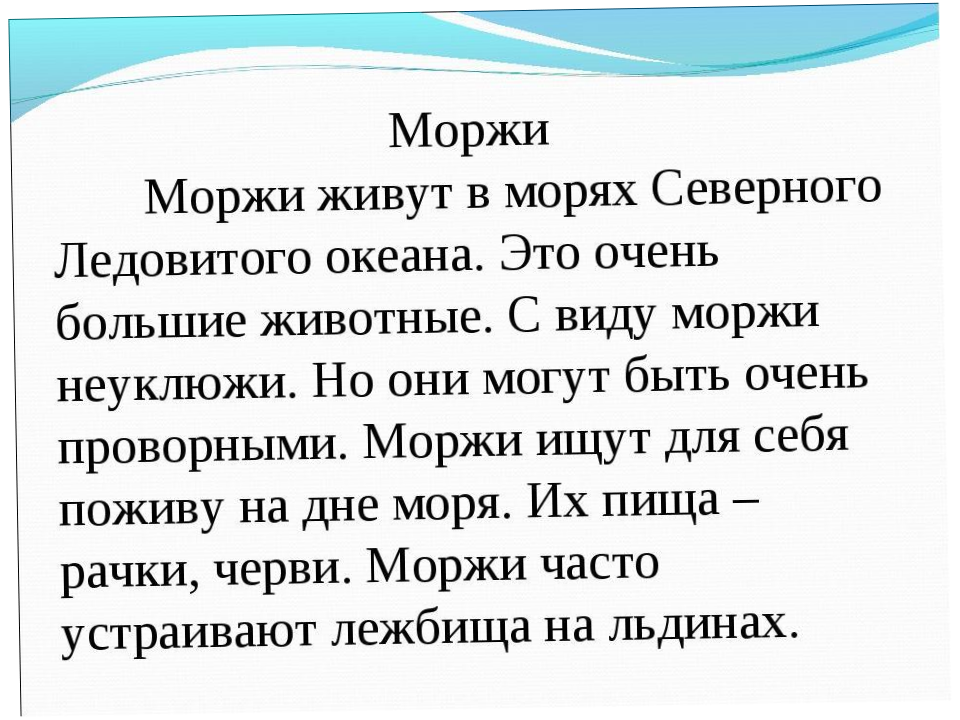 Моржи
Моржи живут в морях Северного
Ледовитого океана. Это очень
большие животные. С виду моржи
неуклюжи. Но они могут быть очень
проворными. Моржи ищут для себя
поживу на дне моря. Их пища –
рачки, черви. Моржи часто
устраивают лежбища на льдинах.